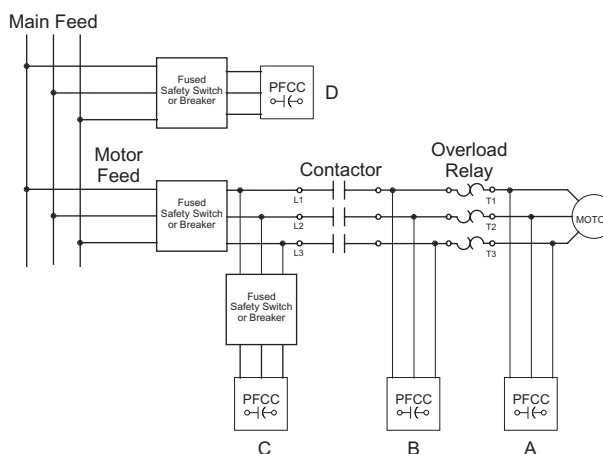 Main Feed
Fused
Safety Switch
or Breaker
PFCC
D
Motor
Feed
Fused
Safety Switch
or Breaker
Contactor
Overload
Relay
L1
L2
L3
T1
T2
T3
MOTO
Fused
Safety Switch
or Breaker
PFCC
PFCC
PFCC
C
B
A